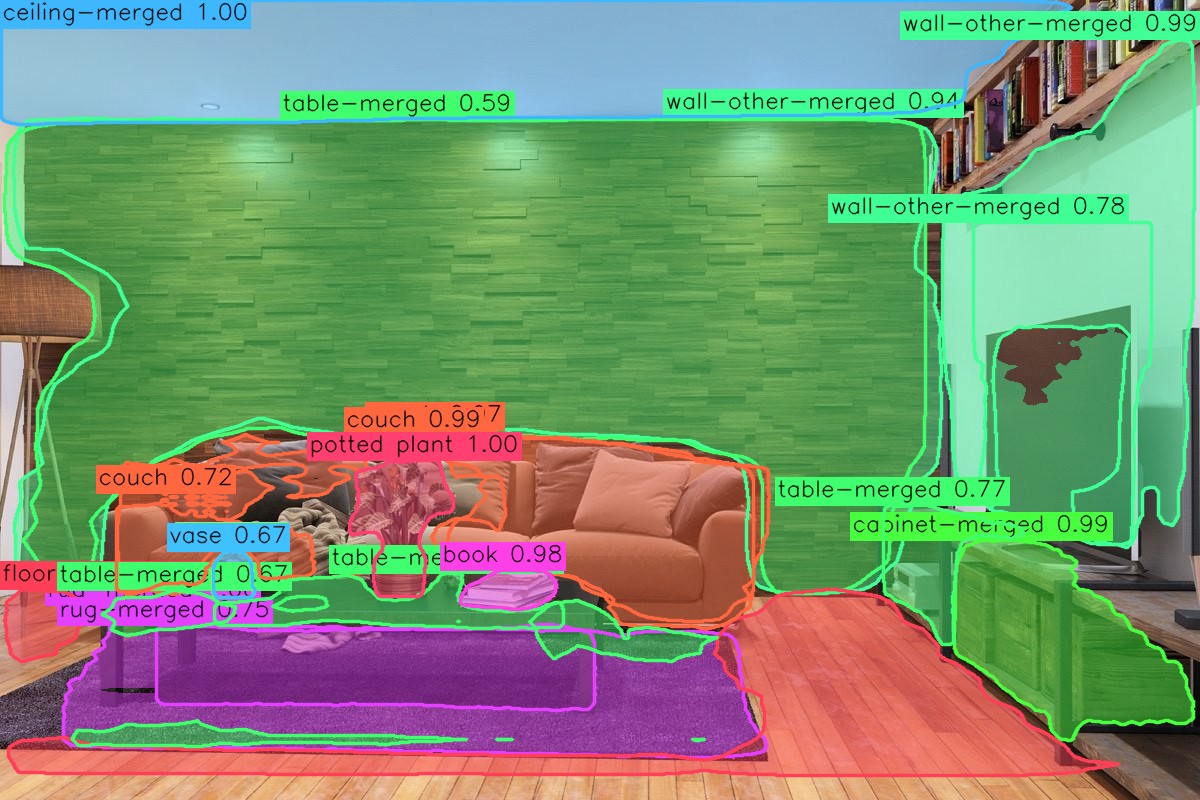 ceiling-merged 1.00
wall-other-merged 0.99
table-merged 0.59
wall-other-merged 0.94
wall-other-merged 0.78
couch 0.99
potted plant 1.00
couch 0.72
table-merged 0.77
cabinet-merged 0.99
vase 0.67
book 0.98
floor
table-merged 0.67
rug-merged 0.75